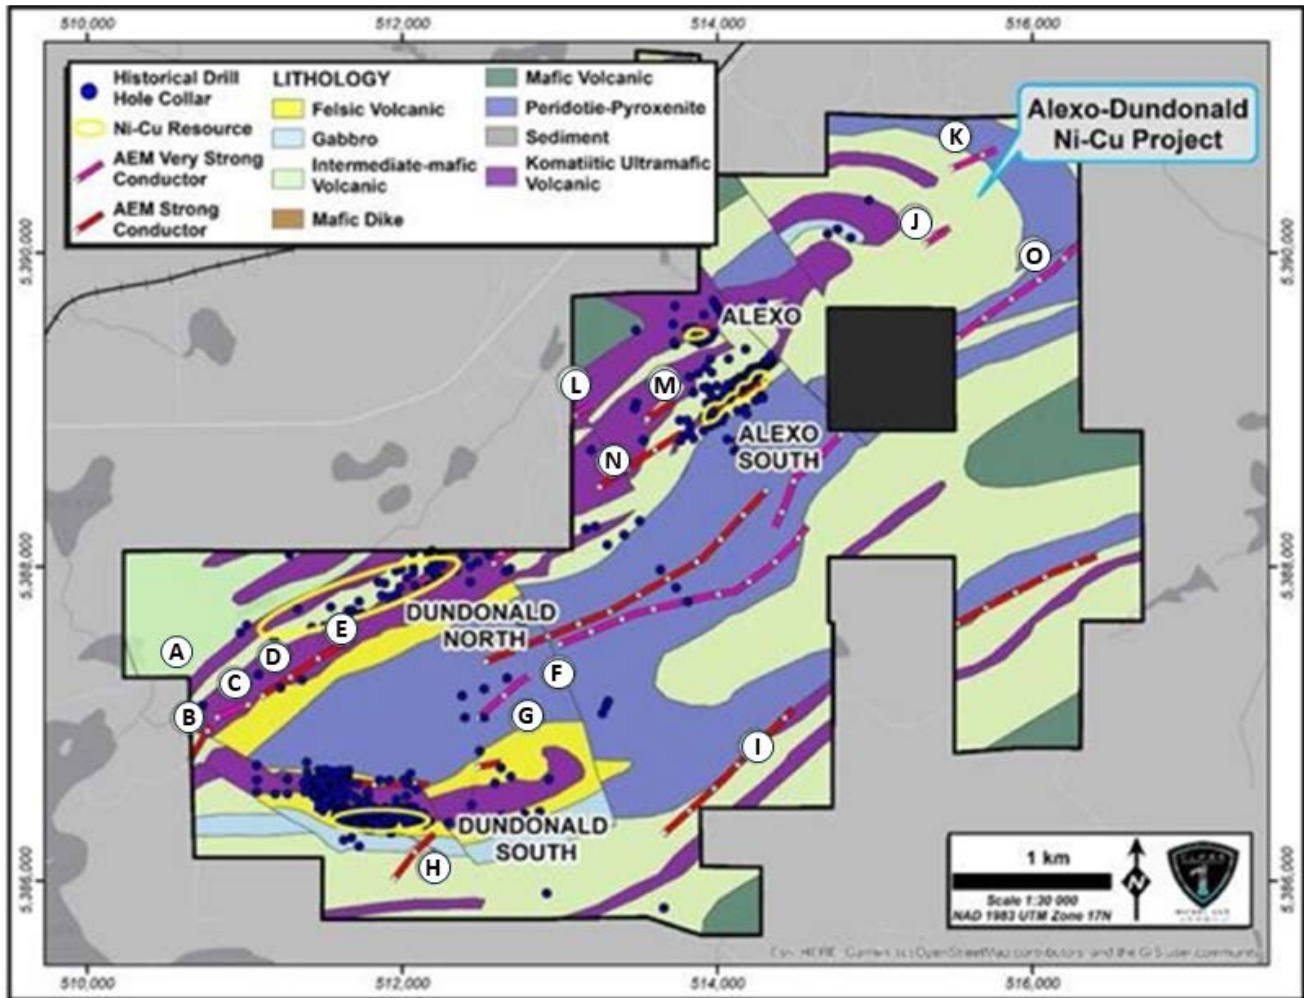 510,000
512,000
514,000
516,000
Historical Drill
Hole Collar
Ni-Cu Resource
AEM Very Strong
Conductor
AEM Strong
Conductor
LITHOLOGY
Felsic Volcanic
Gabbro
Intermediate-mafic
Volcanic
Mafic Dike
Mafic Volcanic
Peridotie-Pyroxenite
Sediment
Komatiitic Ultramafic
Volcanic
Alexo-Dundonald
Ni-Cu Project
K
J
O
5,390,000
5,390,000
ALEXO
L
M
ALEXO
SOUTH
N
5,388,000
5,388,000
DUNDONALD
NORTH
E
A
D
C
B
F
G
I
DUNDONALD
SOUTH
H
5,386,000
5,386,000
1 km
Scale 1:30 000
NAD 1983 UTM Zone 17N
N
1
510,000
512,000
514,000
516,000